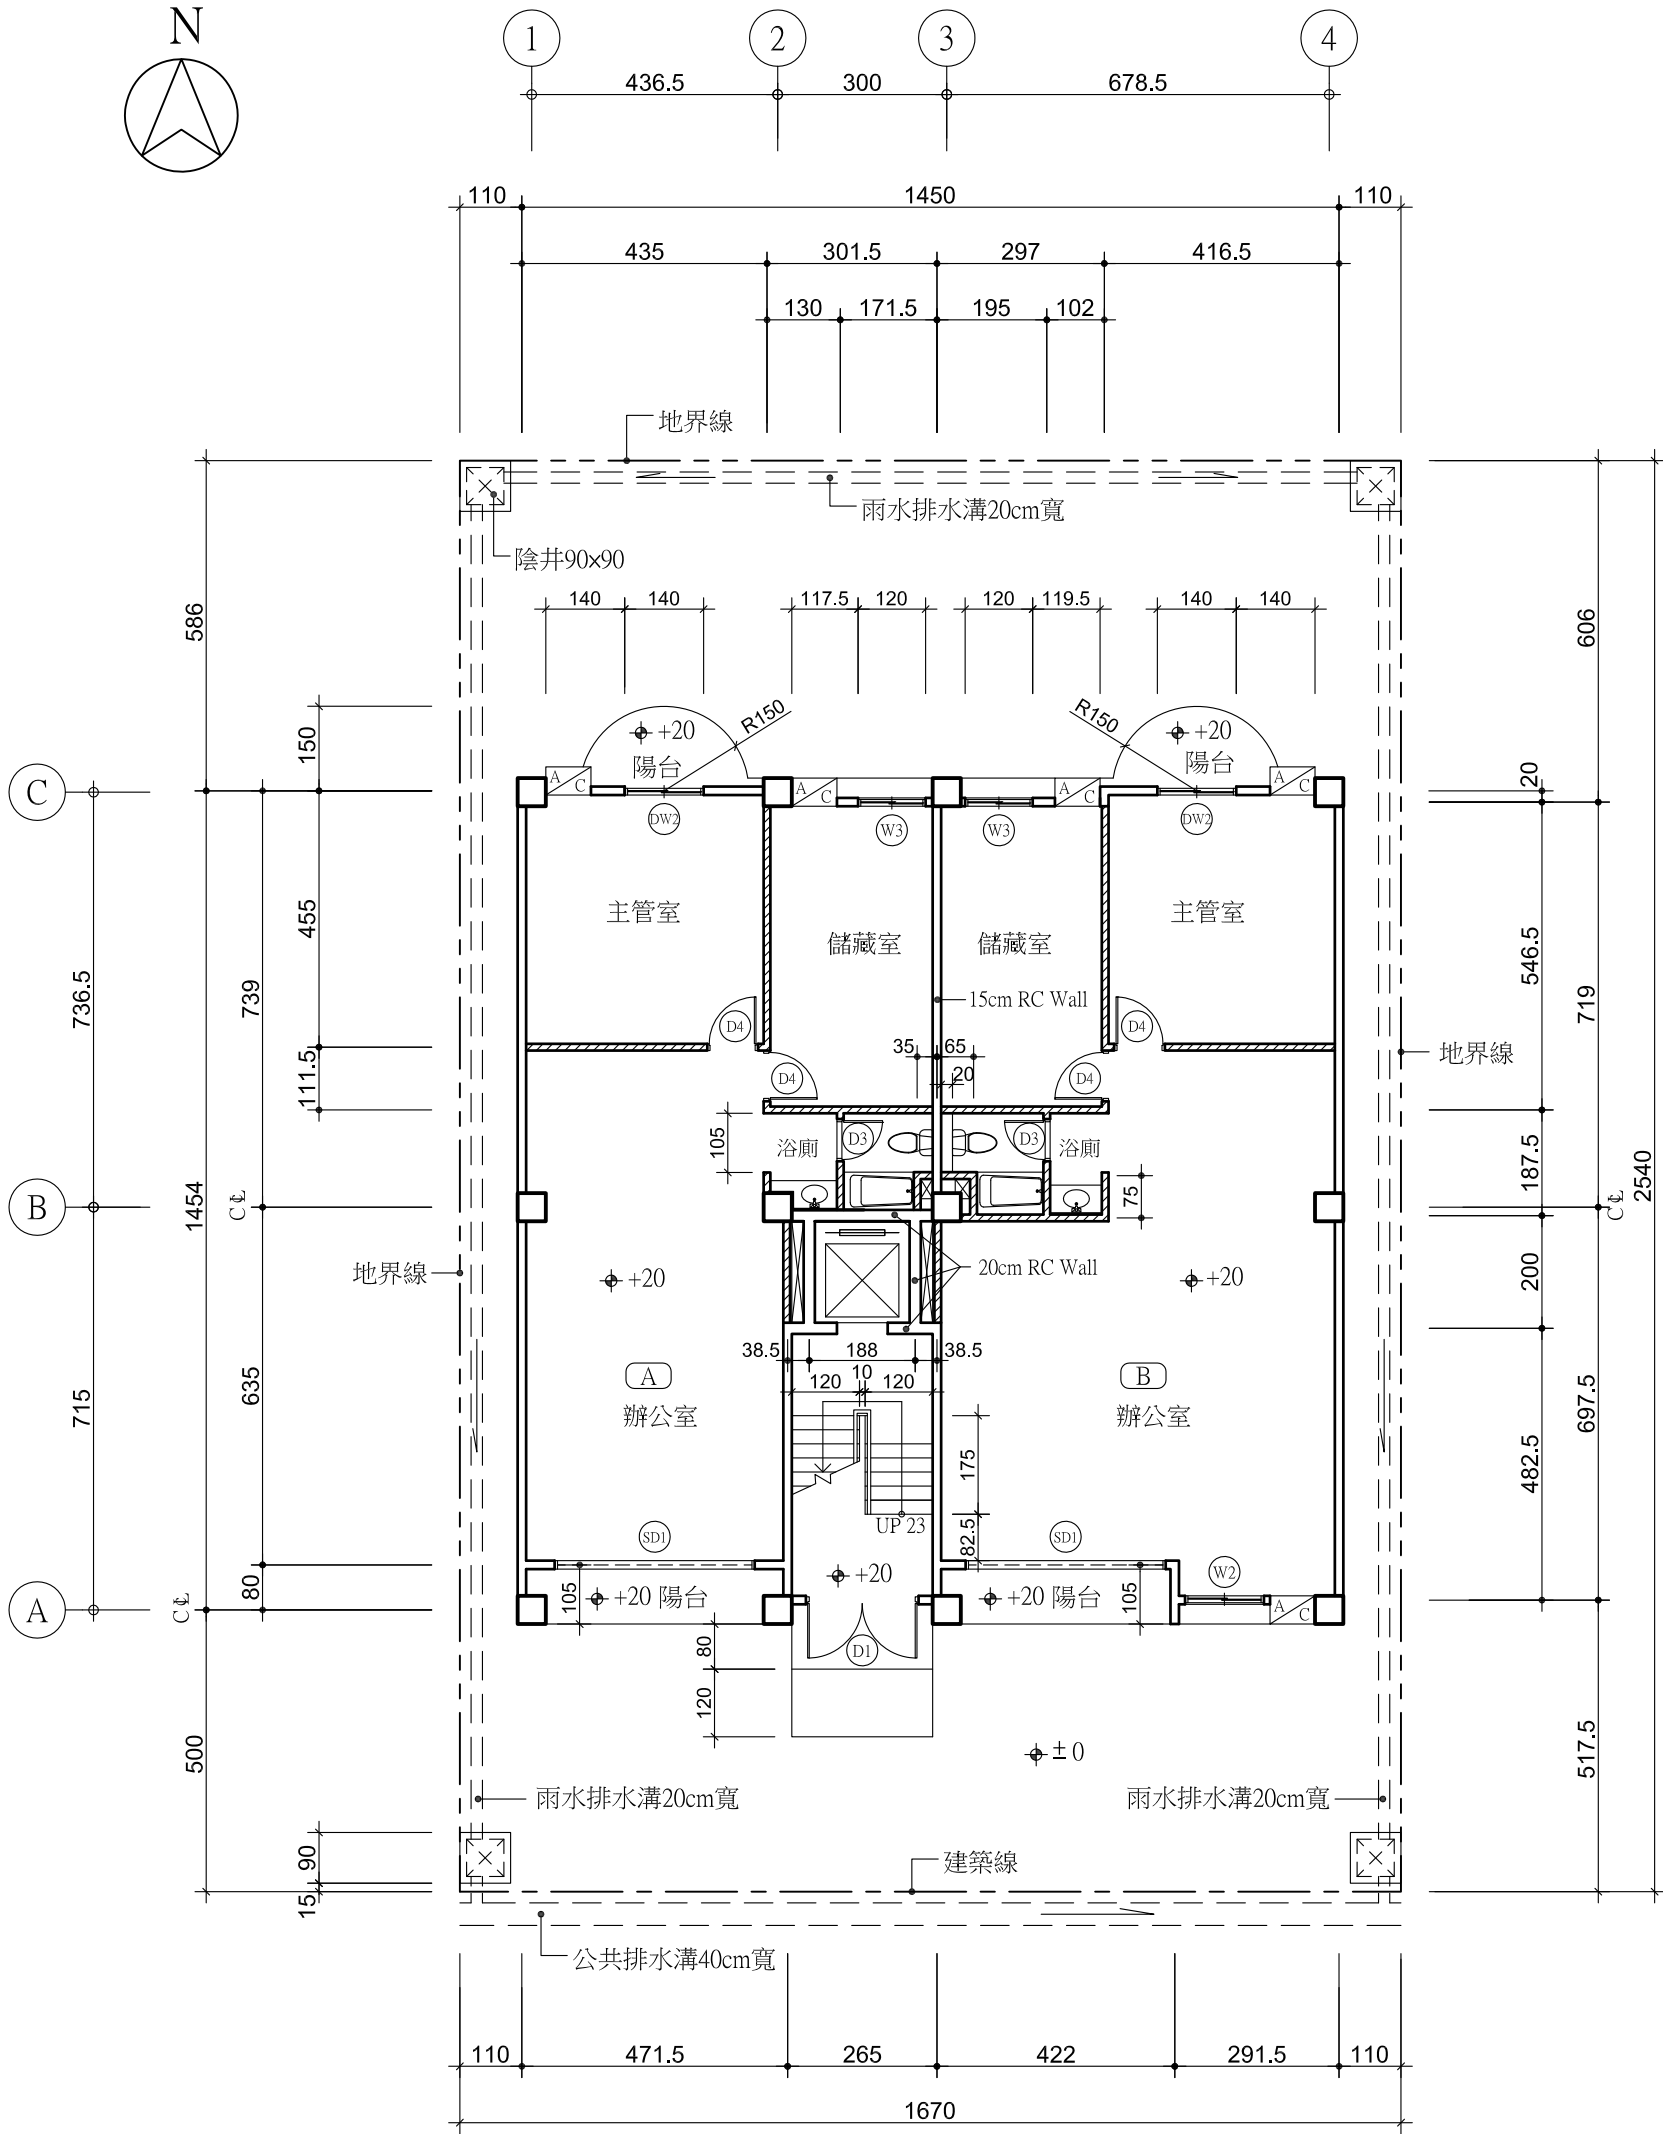 N
1
2
3
4
436.5
300
678.5
110
1450
110
435
301.5
297
416.5
130
171.5
195
102
地界線
雨水排水溝20cm寬
陰井90×90
140
140
117.5
120
120
119.5
140
140
586
606
150
R150
R150
+20
陽台
+20
陽台
20
C
A
C
A
C
A
C
A
C
DW2
W3
W3
DW2
主管室
儲藏室
儲藏室
主管室
455
739
736.5
546.5
719
15cm RC Wall
D4
D4
35
65
20
D4
D4
地界線
111.5
105
浴廁
D3
D3
浴廁
187.5
75
B
1454
C℄
C℄
2540
地界線
+20
20cm RC Wall
+20
200
38.5
188
38.5
120
10
120
A
辦公室
B
辦公室
635
715
697.5
482.5
175
82.5
UP 23
SD1
SD1
W2
80
105
+20 陽台
+20
+20 陽台
105
A
C
A
C℄
80
D1
120
±0
500
517.5
雨水排水溝20cm寬
雨水排水溝20cm寬
90
15
建築線
公共排水溝40cm寬
110
471.5
265
422
291.5
110
1670